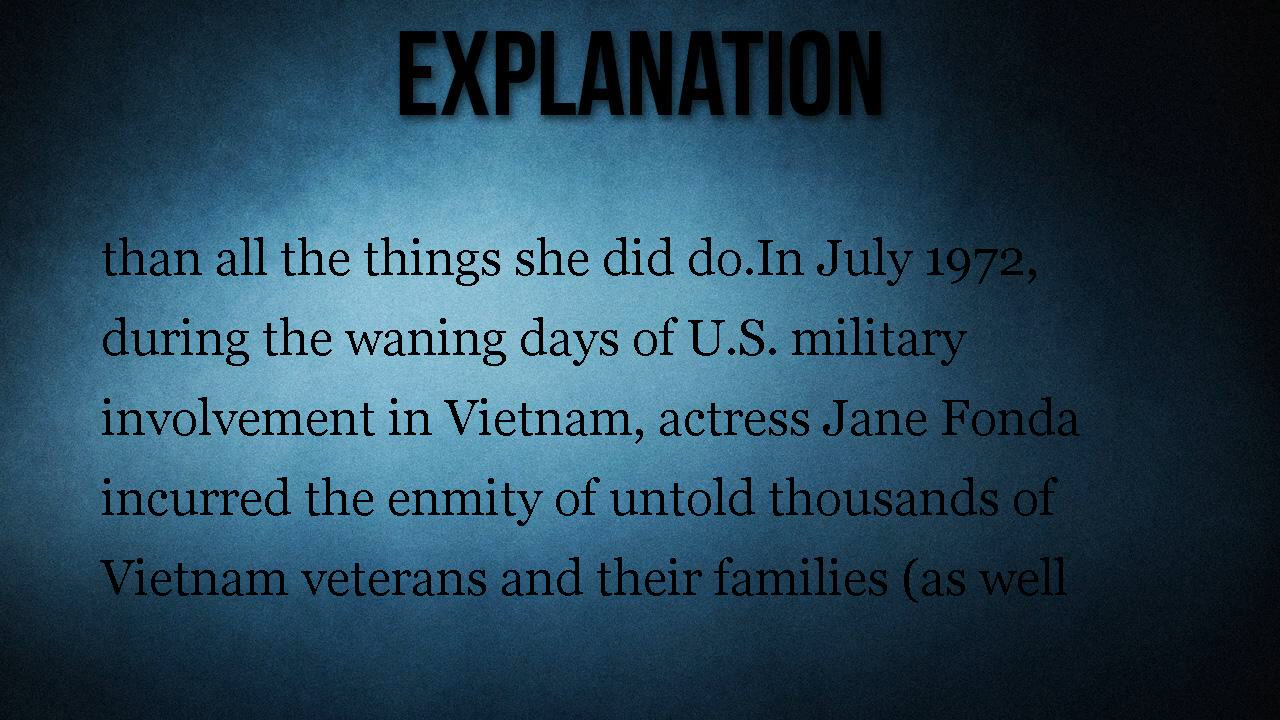 EXPLANATION
than all the things she did do.In July 1972,
during the waning days of U.S. military
involvement in Vietnam, actress Jane Fonda
incurred the enmity of untold thousands of
Vietnam veterans and their families (as well